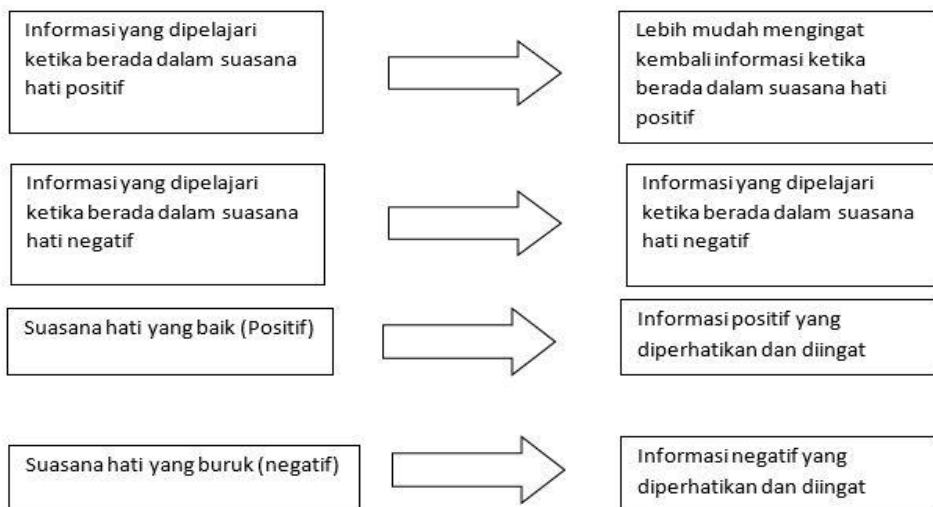 Informasi yang dipelajari
ketika berada dalam suasana
hati positif
Lebih mudah mengingat
kembali informasi ketika
berada dalam suasana hati
positif
Informasi yang dipelajari
ketika berada dalam suasana
hati negatif
Informasi yang dipelajari
ketika berada dalam suasana
hati negatif
Suasana hati yang baik (Positif)
Informasi positif yang
diperhatikan dan diingat
Suasana hati yang buruk (negatif)
Informasi negatif yang
diperhatikan dan diingat